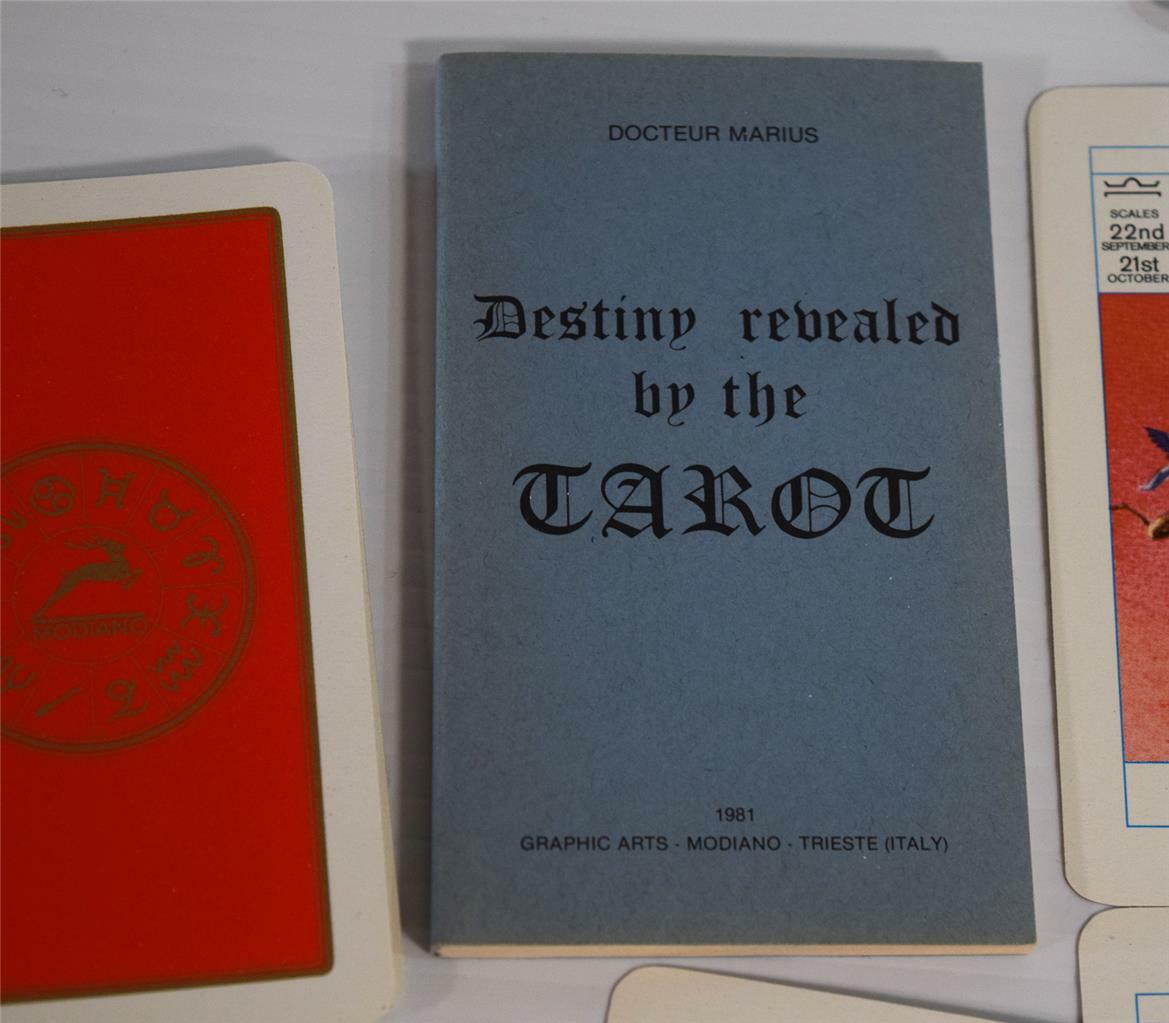 DOCTEUR MARIUS
Destiny revealed
by the
TAROT
1981
GRAPHIC ARTS - MODIANO - TRIESTE (ITALY)
MODIANO
SCALES
22nd
SEPTEMBER
21st
OCTOBER